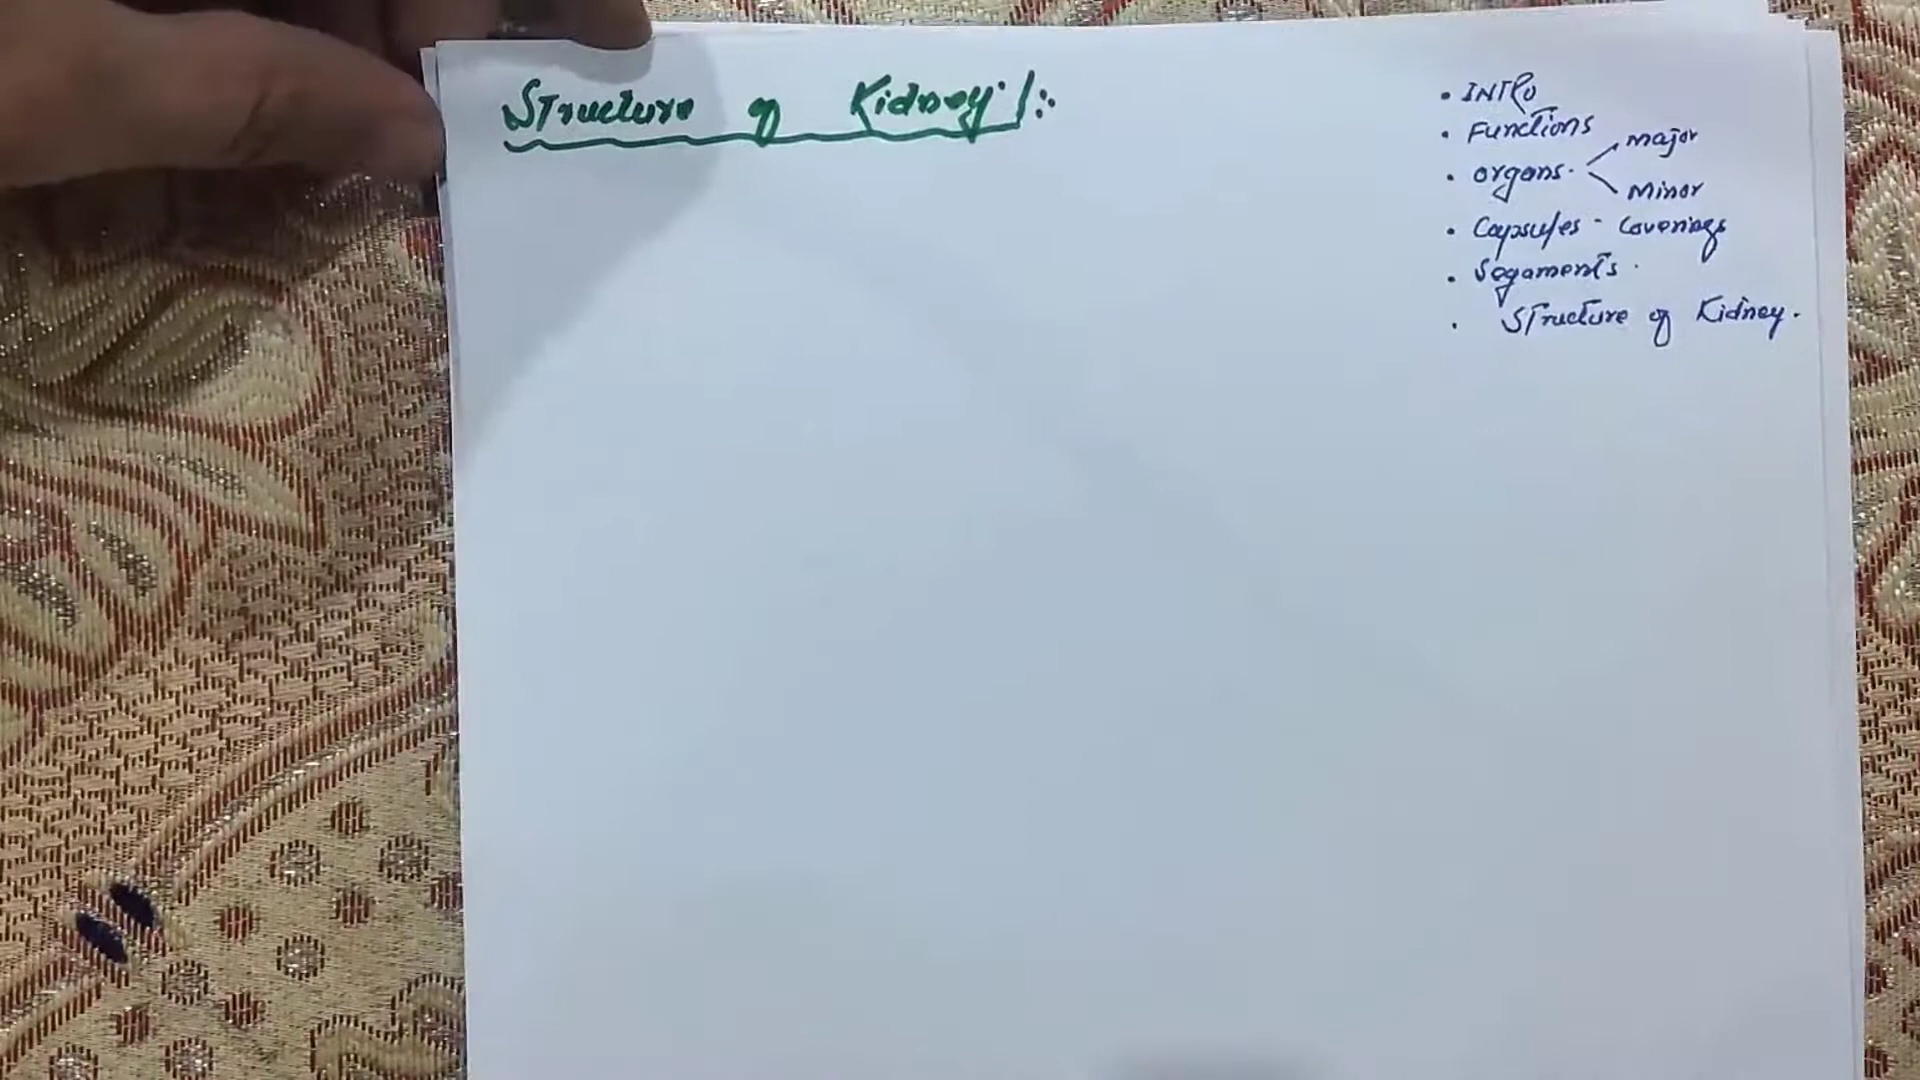 Structure of Kidney :
• INTRO
• Functions
• organs. major
Minor
• Capsules - Coverings
• Segaments.
• Structure of Kidney.